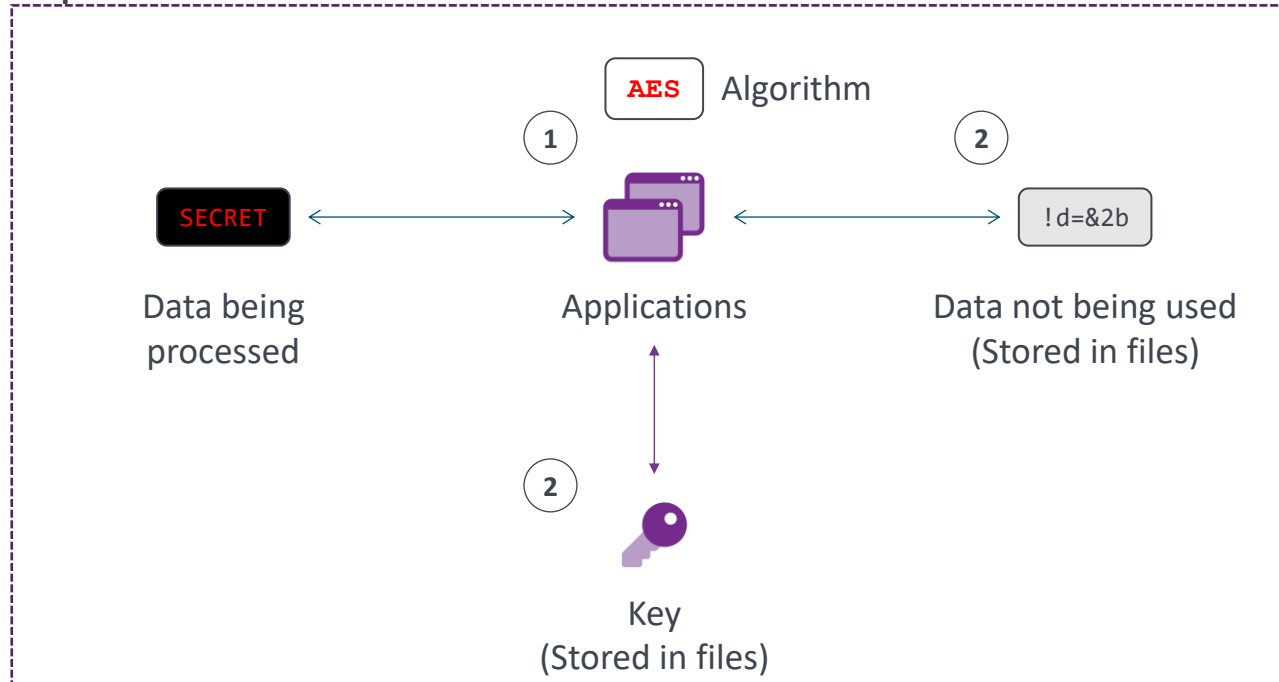 AES
Algorithm
1
2
SECRET
!d=&2b
Data being
processed
Applications
Data not being used
(Stored in files)
2
Key
(Stored in files)